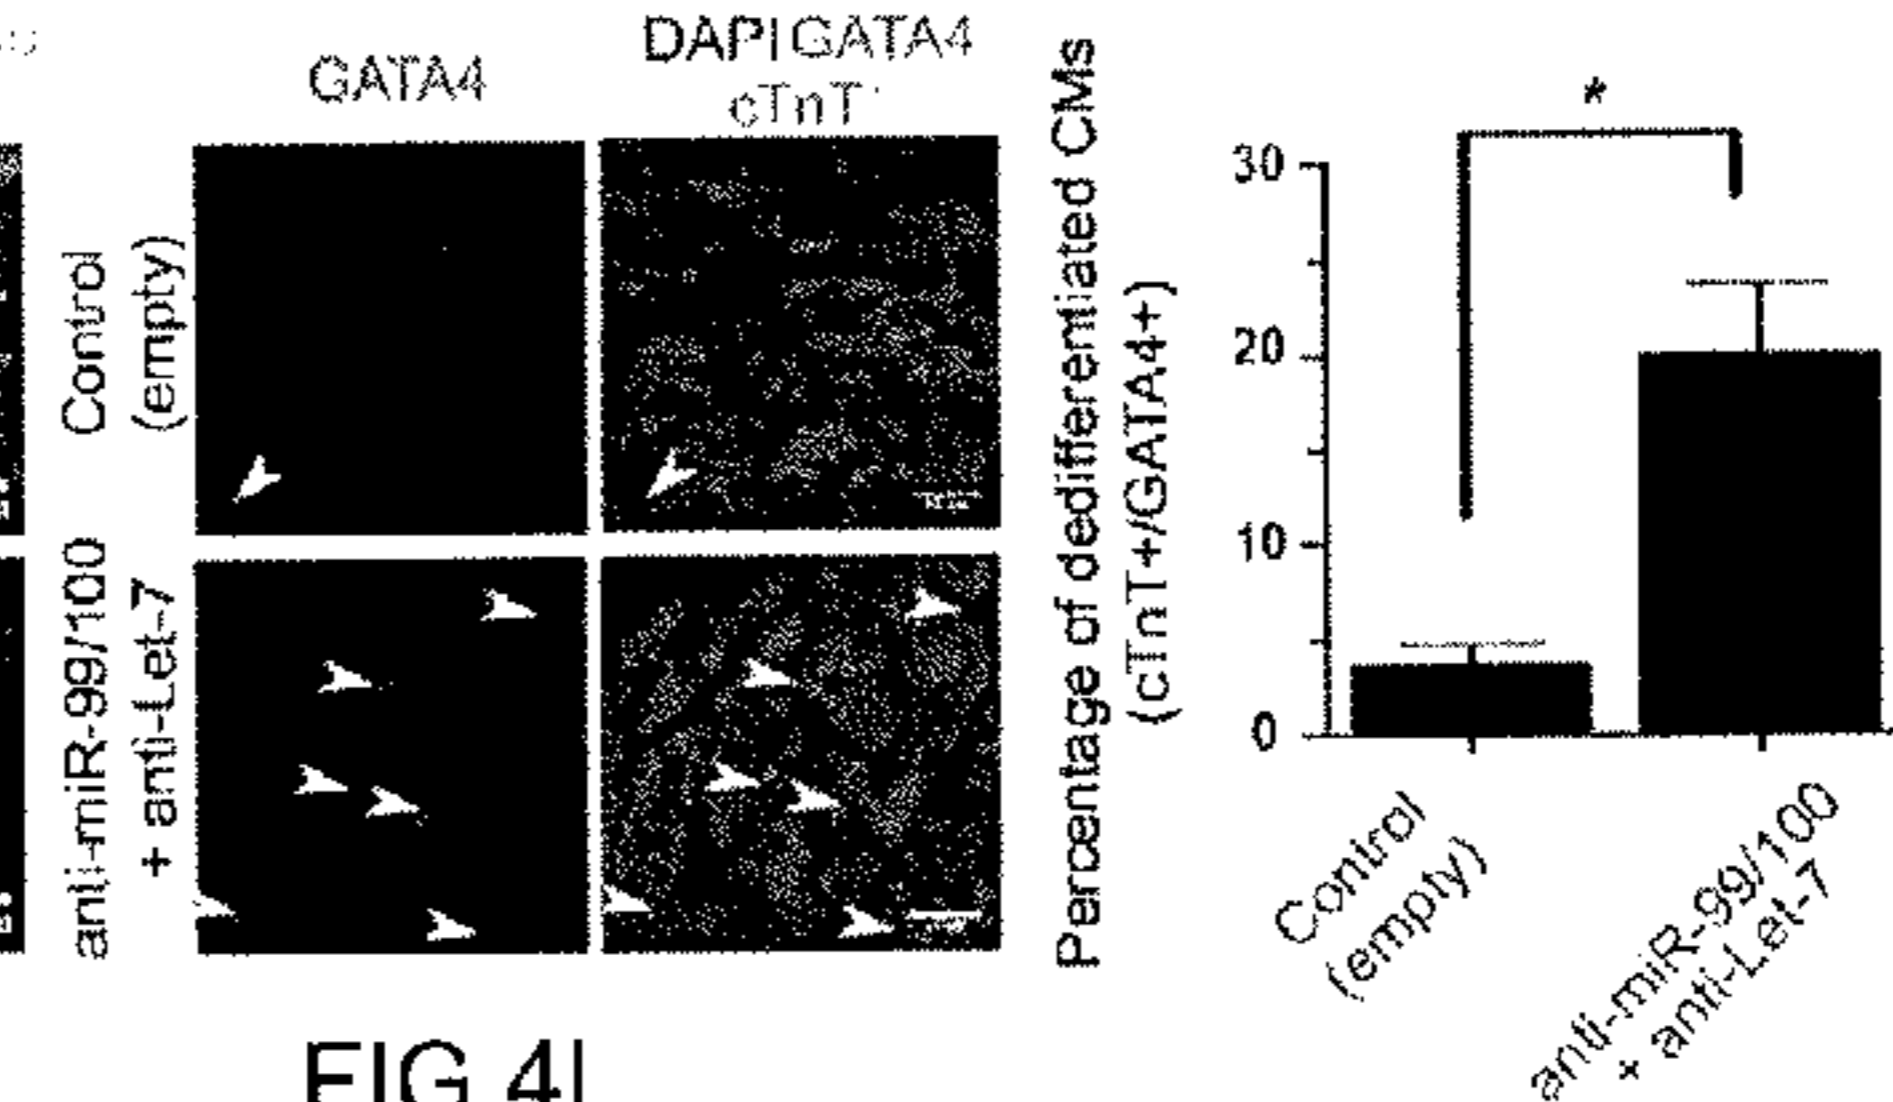 GATA4
DAPI GATA4
cTnT
Control
(empty)
anti-miR-99/100
+ anti-Let-7
Percentage of dedifferentiated CMs
(cTnT+/GATA4+)
*
30
20
10
0
Control
(empty)
anti-miR-99/100
+ anti-Let-7
FIG 4I